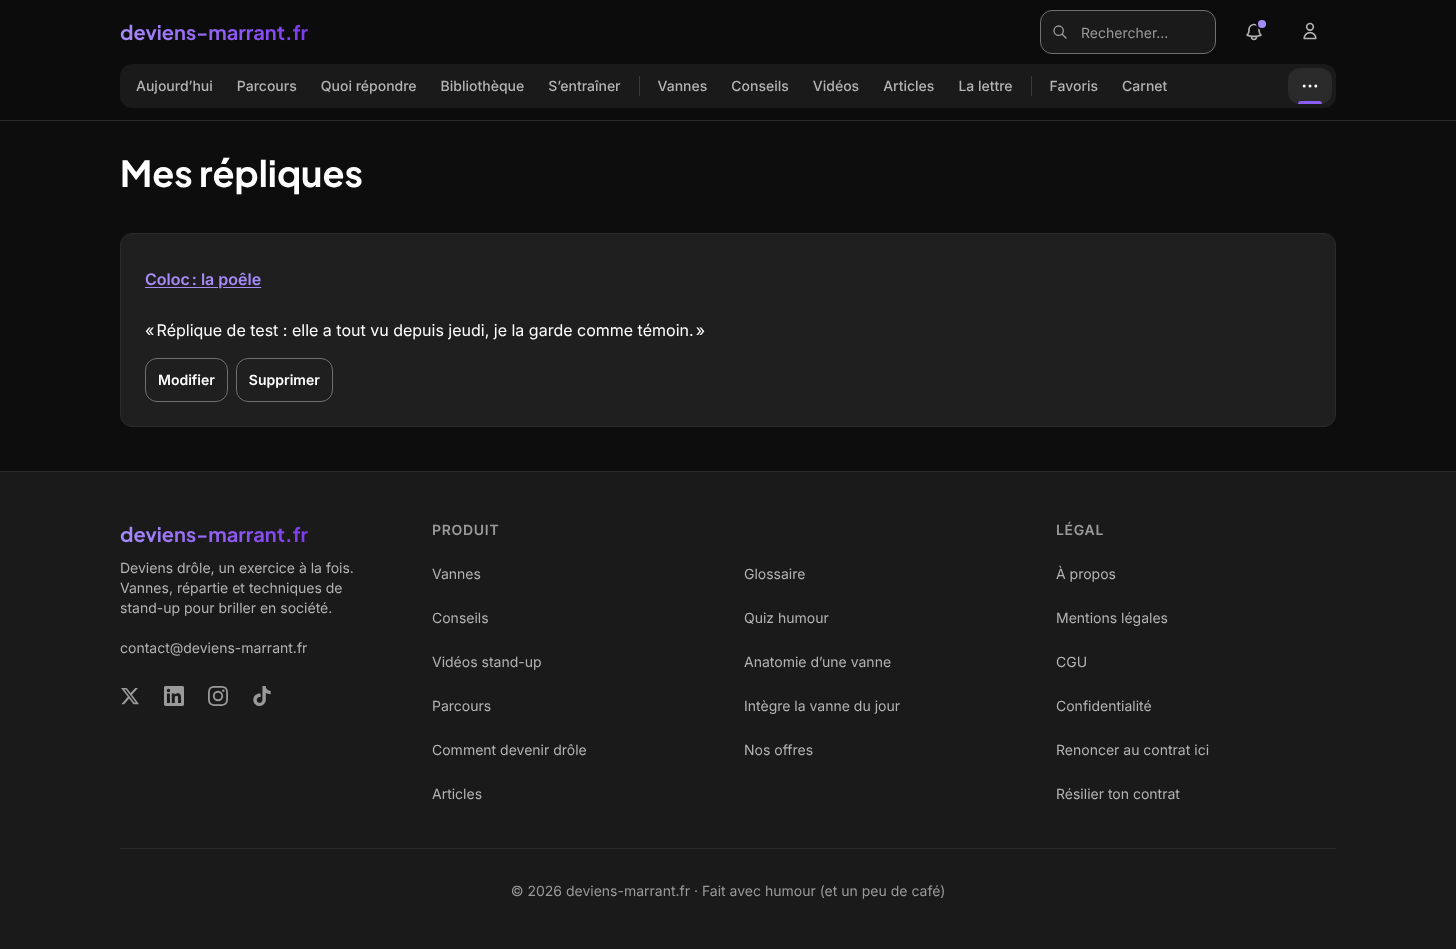 deviens-marrant.fr
Rechercher...
Aujourd’hui Parcours Quoi répondre Bibliothèque S’entraîner Vannes Conseils Vidéos Articles La lettre Favoris Carnet
Mes répliques
Coloc : la poêle
« Réplique de test : elle a tout vu depuis jeudi, je la garde comme témoin. »
Modifier Supprimer
deviens-marrant.fr
Deviens drôle, un exercice à la fois.
Vannes, répartie et techniques de
stand-up pour briller en société.
contact@deviens-marrant.fr
PRODUIT
Vannes
Conseils
Vidéos stand-up
Parcours
Comment devenir drôle
Articles
Glossaire
Quiz humour
Anatomie d’une vanne
Intègre la vanne du jour
Nos offres
LÉGAL
À propos
Mentions légales
CGU
Confidentialité
Renoncer au contrat ici
Résilier ton contrat
© 2026 deviens-marrant.fr · Fait avec humour (et un peu de café)